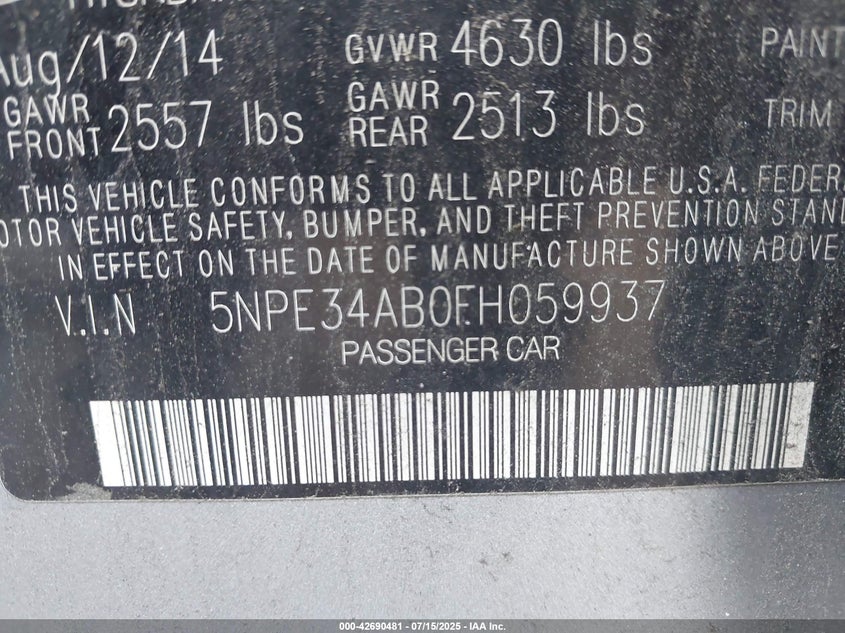 Aug/12/14 GVWR 4630 lbs PAINT
GAWR FRONT 2557 lbs GAWR REAR 2513 lbs TRIM
THIS VEHICLE CONFORMS TO ALL APPLICABLE U.S.A. FEDER
OTOR VEHICLE SAFETY, BUMPER, AND THEFT PREVENTION STAND
IN EFFECT ON THE DATE OF MANUFACTURE SHOWN ABOVE
V.I.N 5NPE34AB0FH059937
PASSENGER CAR
000-42690481 - 07/15/2025 - IAA Inc.